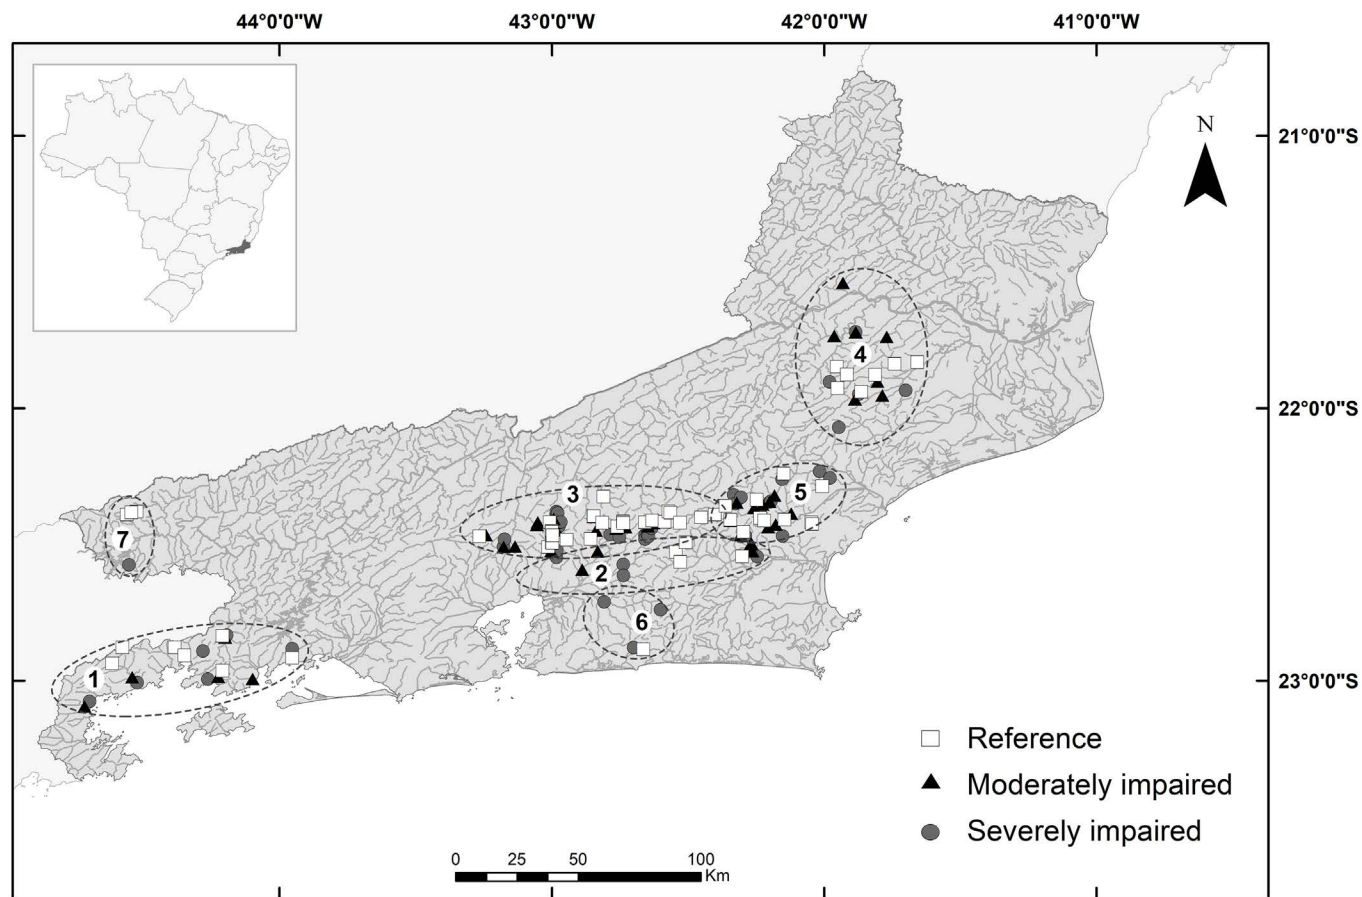 44°0'0"W 43°0'0"W 42°0'0"W 41°0'0"W
N
21°0'0"S
4
22°0'0"S
3
5
7
2
6
1
23°0'0"S
Reference
Moderately impaired
Severely impaired
0 25 50 100
Km